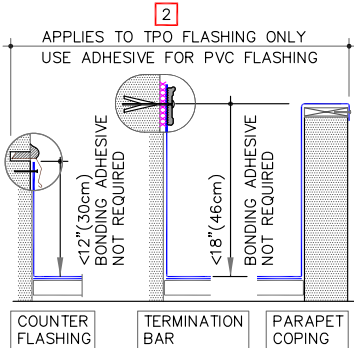 2
APPLIES TO TPO FLASHING ONLY
USE ADHESIVE FOR PVC FLASHING
<12"(30cm)
BONDING ADHESIVE
NOT REQUIRED
<18"(46cm)
BONDING ADHESIVE
NOT REQUIRED
COUNTER
FLASHING
TERMINATION
BAR
PARAPET
COPING